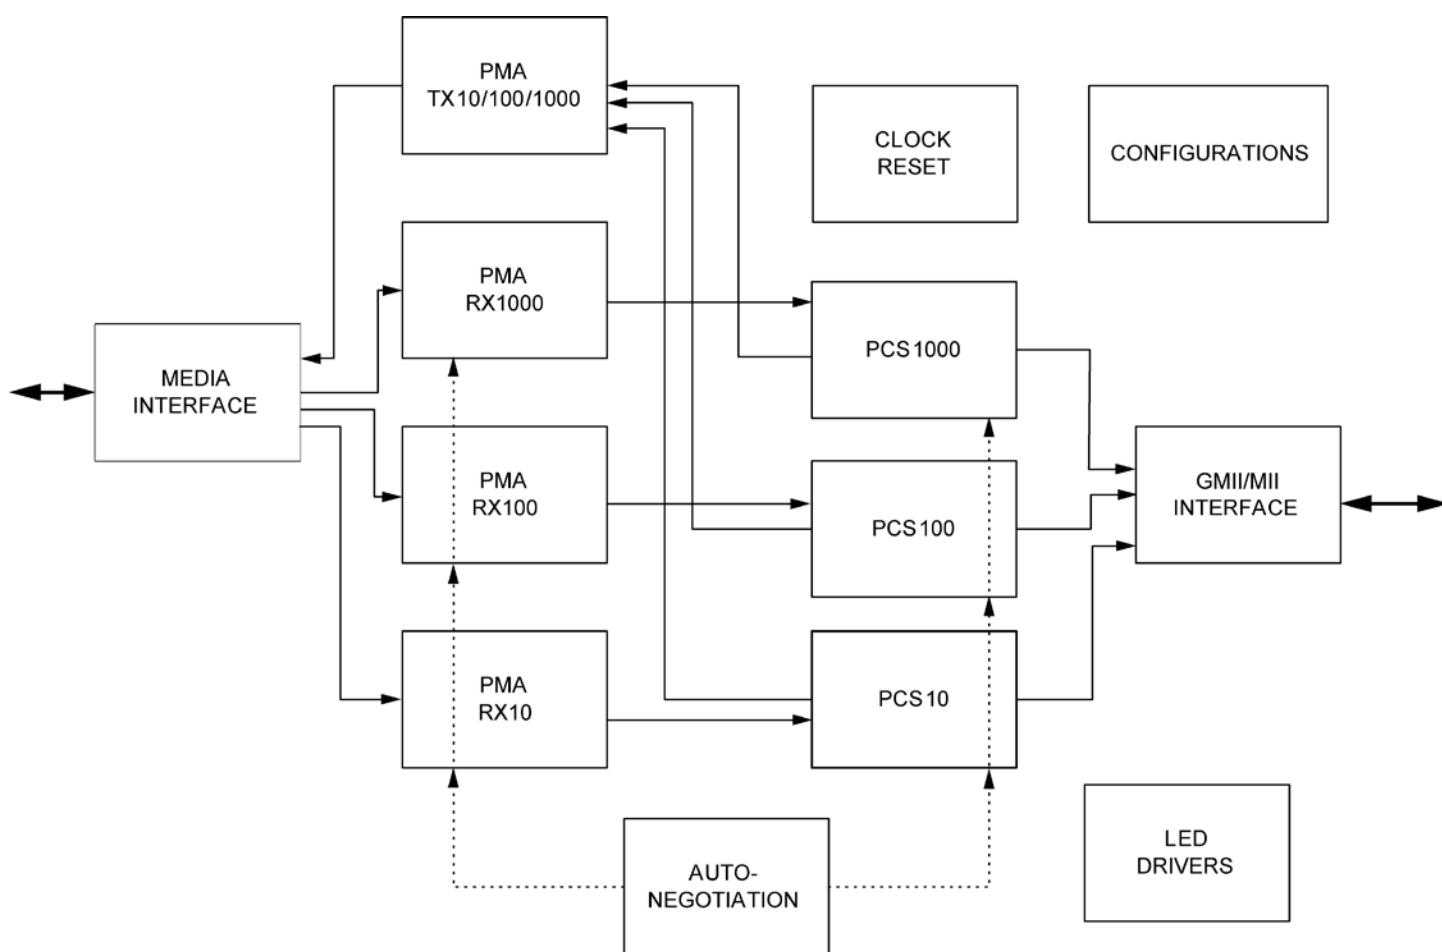 PMA
TX10/100/1000
CLOCK
RESET
CONFIGURATIONS
PMA
RX1000
PCS1000
MEDIA
INTERFACE
PMA
RX100
PCS100
GMII/MII
INTERFACE
PMA
RX10
PCS10
AUTO-
NEGOTIATION
LED
DRIVERS